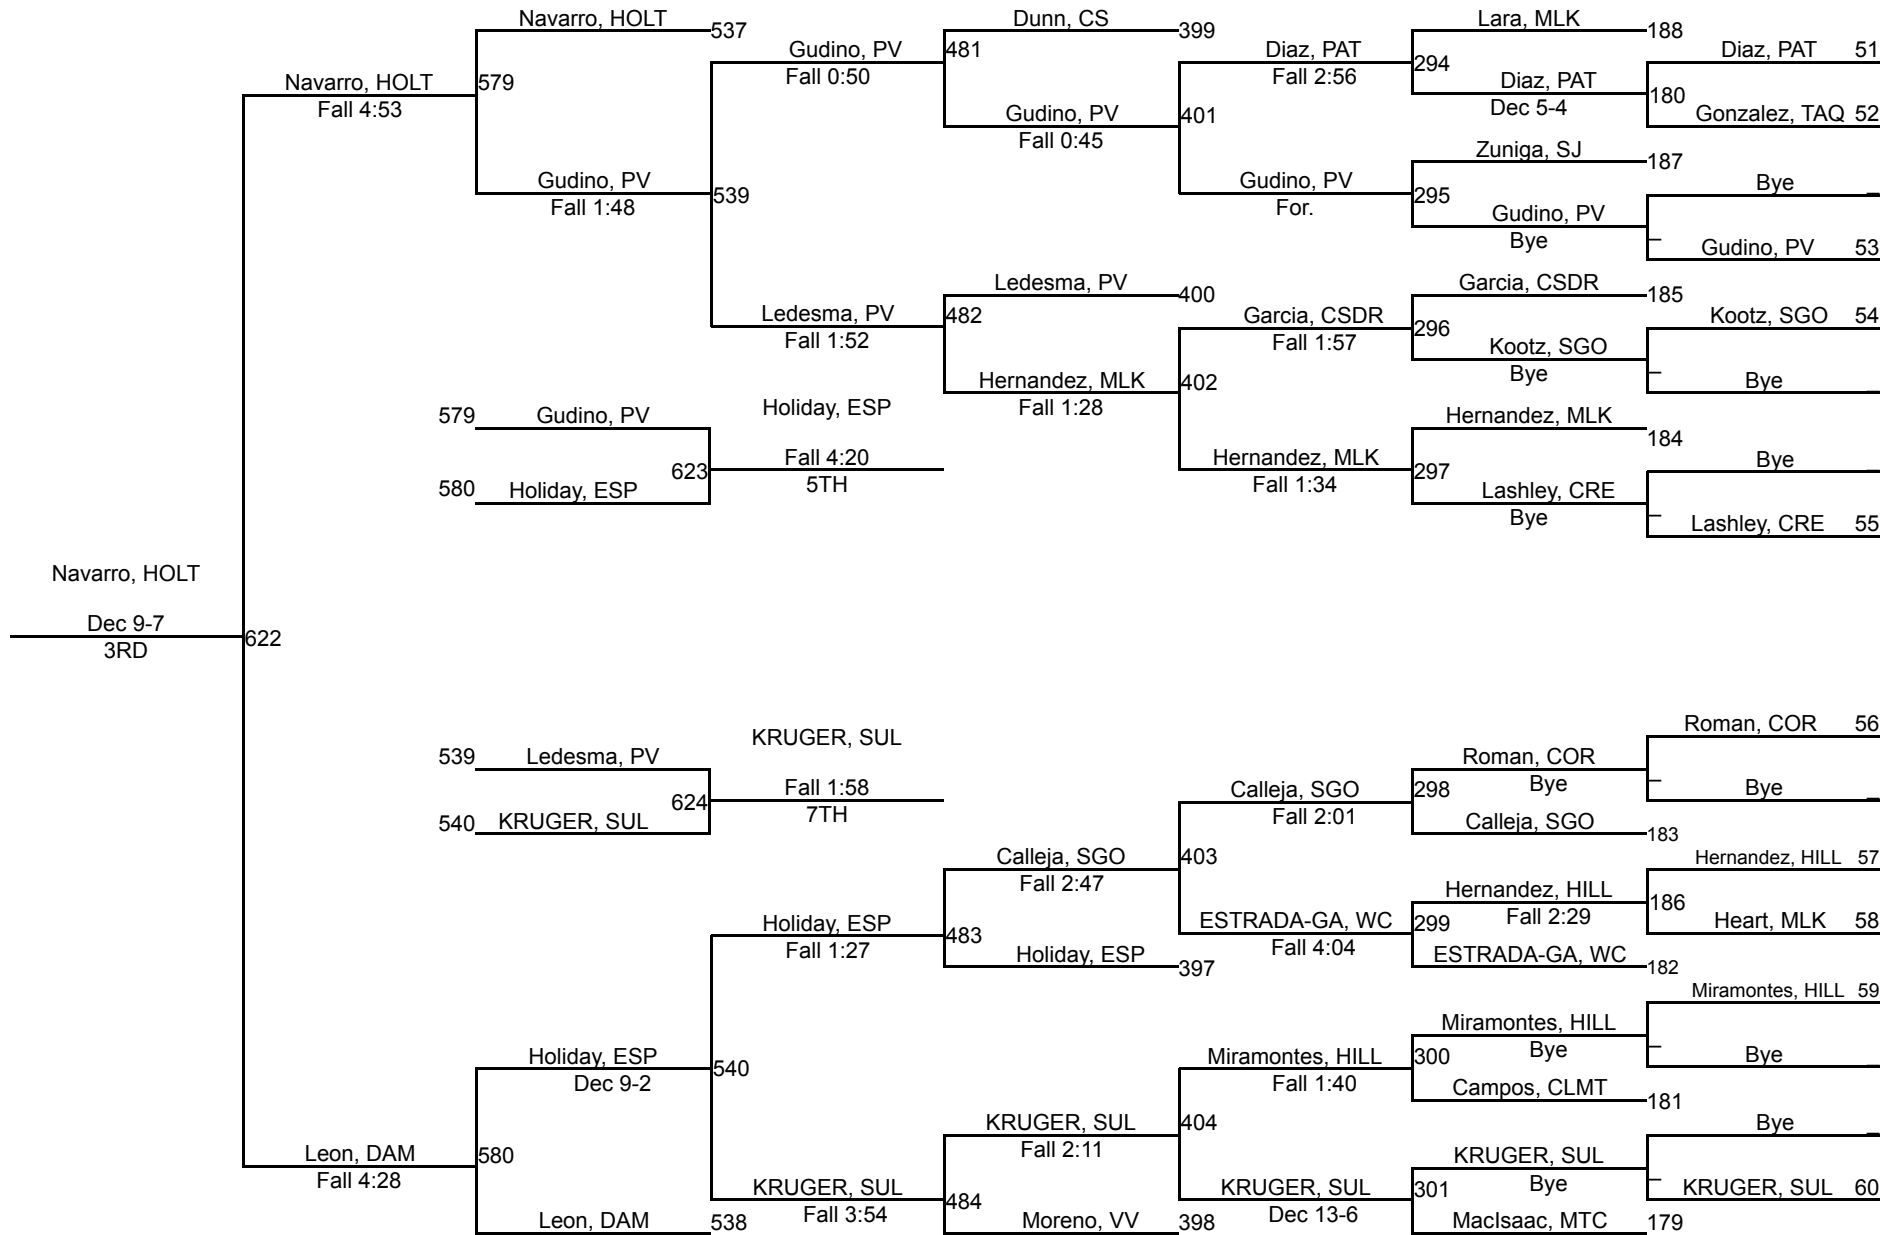 Navarro, HOLT
537
Dunn, CS
399
Lara, MLK
188
Gudino, PV
Fall 0:50
481
Diaz, PAT
Fall 2:56
294
Diaz, PAT 51
Navarro, HOLT
Fall 4:53
579
Diaz, PAT
Dec 5-4
180
Gonzalez, TAQ 52
Gudino, PV
Fall 0:45
401
Zuniga, SJ
187
Gudino, PV
Fall 1:48
539
Gudino, PV
For.
295
Bye _
Gudino, PV
Bye
_
Gudino, PV 53
Ledesma, PV
400
Garcia, CSDR
185
Ledesma, PV
Fall 1:52
482
Garcia, CSDR
Fall 1:57
296
Kootz, SGO 54
Kootz, SGO
Bye
_
Bye _
Hernandez, MLK
Fall 1:28
402
579 Gudino, PV
Holiday, ESP
Hernandez, MLK
184
623
Fall 4:20
5TH
Hernandez, MLK
Fall 1:34
297
Bye _
580 Holiday, ESP
Lashley, CRE
Bye
_
Lashley, CRE 55
Navarro, HOLT
Dec 9-7
3RD
622
539 Ledesma, PV
KRUGER, SUL
Roman, COR 56
624
Fall 1:58
7TH
Roman, COR
Bye
_
Bye _
540 KRUGER, SUL
Calleja, SGO
Fall 2:01
298
Calleja, SGO
183
Calleja, SGO
Fall 2:47
403
Hernandez, HILL 57
Hernandez, HILL
Fall 2:29
186
Heart, MLK 58
Holiday, ESP
Fall 1:27
483
ESTRADA-GA, WC
Fall 4:04
299
Holiday, ESP
397
ESTRADA-GA, WC
182
Miramontes, HILL 59
Miramontes, HILL
Bye
_
Bye _
Holiday, ESP
Dec 9-2
540
Miramontes, HILL
Fall 1:40
300
Campos, CLMT
181
KRUGER, SUL
Fall 2:11
404
Bye _
Leon, DAM
Fall 4:28
580
KRUGER, SUL
Bye
_
KRUGER, SUL 60
KRUGER, SUL
Fall 3:54
484
KRUGER, SUL
Dec 13-6
301
Leon, DAM
538
Moreno, VV
398
MacIsaac, MTC
179